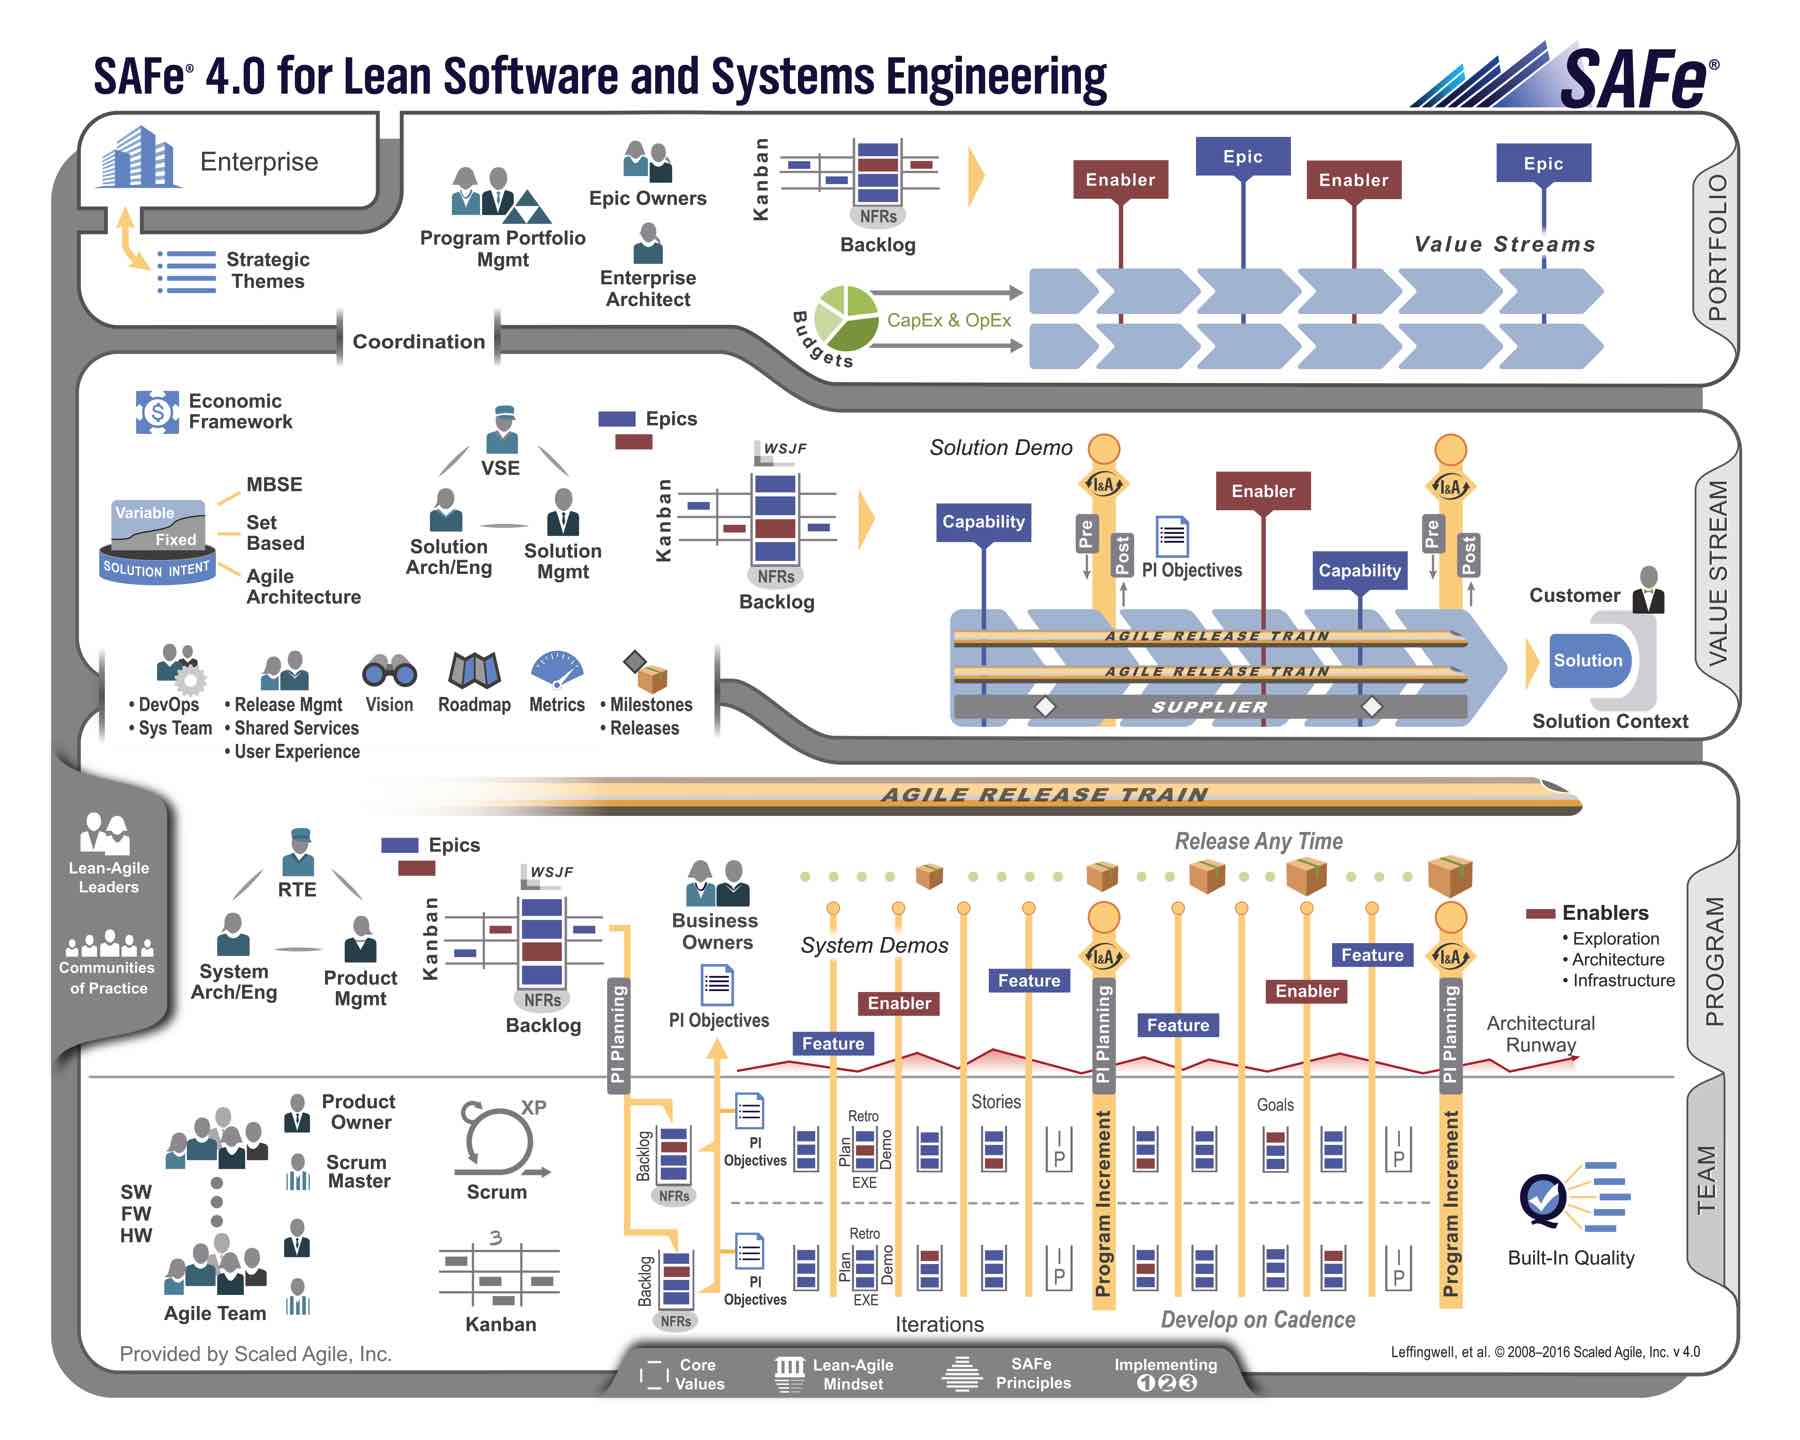 SAFe® 4.0 for Lean Software and Systems Engineering
SAFe®
Enterprise
Strategic
Themes
Program Portfolio
Mgmt
Epic Owners
Enterprise
Architect
Kanban
NFRs
Backlog
Enabler
Epic
Enabler
Epic
Value Streams
Budgets
CapEx & OpEx
PORTFOLIO
Coordination
Economic
Framework
Variable
Fixed
SOLUTION INTENT
MBSE
Set
Based
Agile
Architecture
VSE
Solution
Arch/Eng
Solution
Mgmt
Epics
WSJF
Kanban
NFRs
Backlog
Solution Demo
I&A
I&A
Capability
Enabler
Capability
Pre
Post
PI Objectives
Pre
Post
AGILE RELEASE TRAIN
AGILE RELEASE TRAIN
SUPPLIER
Customer
Solution
Solution Context
VALUE STREAM
• DevOps
• Sys Team
• Release Mgmt
• Shared Services
• User Experience
Vision
Roadmap
Metrics
• Milestones
• Releases
AGILE RELEASE TRAIN
Lean-Agile
Leaders
Communities
of Practice
RTE
System
Arch/Eng
Product
Mgmt
Epics
WSJF
Kanban
NFRs
Backlog
PI Planning
Business
Owners
PI Objectives
Release Any Time
System Demos
Feature
Enabler
Feature
I&A
PI Planning
Feature
Enabler
Feature
I&A
PI Planning
Enablers
• Exploration
• Architecture
• Infrastructure
Architectural
Runway
PROGRAM
SW
FW
HW
Agile Team
Product
Owner
Scrum
Master
XP
Scrum
3
Kanban
Backlog
NFRs
PI
Objectives
Retro
Plan
Demo
EXE
Stories
I
P
Program Increment
Goals
I
P
Program Increment
Backlog
NFRs
PI
Objectives
Retro
Plan
Demo
EXE
I
P
I
P
Iterations
Develop on Cadence
Built-In Quality
TEAM
Provided by Scaled Agile, Inc.
Leffingwell, et al. © 2008–2016 Scaled Agile, Inc. v 4.0
Core
Values
Lean-Agile
Mindset
SAFe
Principles
Implementing
1 2 3